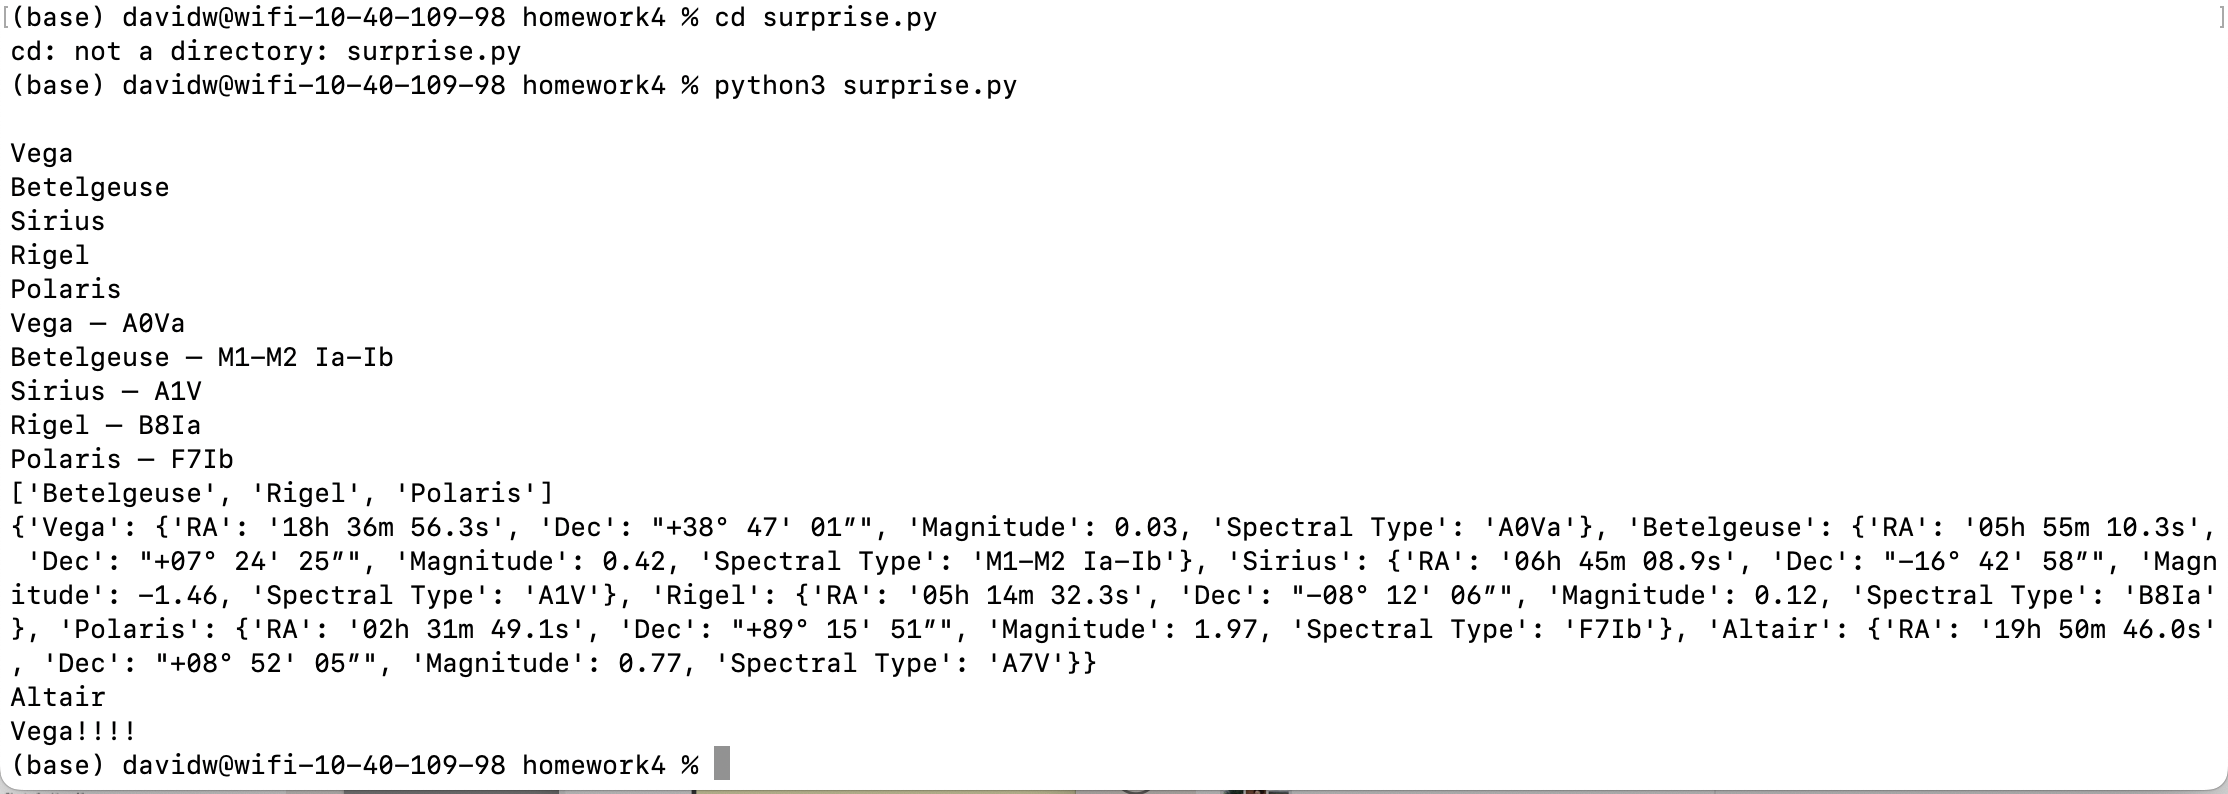 [(base) davidw@wifi-10-40-109-98 homework4 % cd surprise.py ]
cd: not a directory: surprise.py
(base) davidw@wifi-10-40-109-98 homework4 % python3 surprise.py

Vega
Betelgeuse
Sirius
Rigel
Polaris
Vega — A0Va
Betelgeuse — M1–M2 Ia–Ib
Sirius — A1V
Rigel — B8Ia
Polaris — F7Ib
['Betelgeuse', 'Rigel', 'Polaris']
{'Vega': {'RA': '18h 36m 56.3s', 'Dec': "+38° 47' 01″", 'Magnitude': 0.03, 'Spectral Type': 'A0Va'}, 'Betelgeuse': {'RA': '05h 55m 10.3s',
 'Dec': "+07° 24' 25″", 'Magnitude': 0.42, 'Spectral Type': 'M1–M2 Ia–Ib'}, 'Sirius': {'RA': '06h 45m 08.9s', 'Dec': "−16° 42' 58″", 'Magn
itude': -1.46, 'Spectral Type': 'A1V'}, 'Rigel': {'RA': '05h 14m 32.3s', 'Dec': "−08° 12' 06″", 'Magnitude': 0.12, 'Spectral Type': 'B8Ia'
}, 'Polaris': {'RA': '02h 31m 49.1s', 'Dec': "+89° 15' 51″", 'Magnitude': 1.97, 'Spectral Type': 'F7Ib'}, 'Altair': {'RA': '19h 50m 46.0s'
, 'Dec': "+08° 52' 05″", 'Magnitude': 0.77, 'Spectral Type': 'A7V'}}
Altair
Vega!!!!
(base) davidw@wifi-10-40-109-98 homework4 %